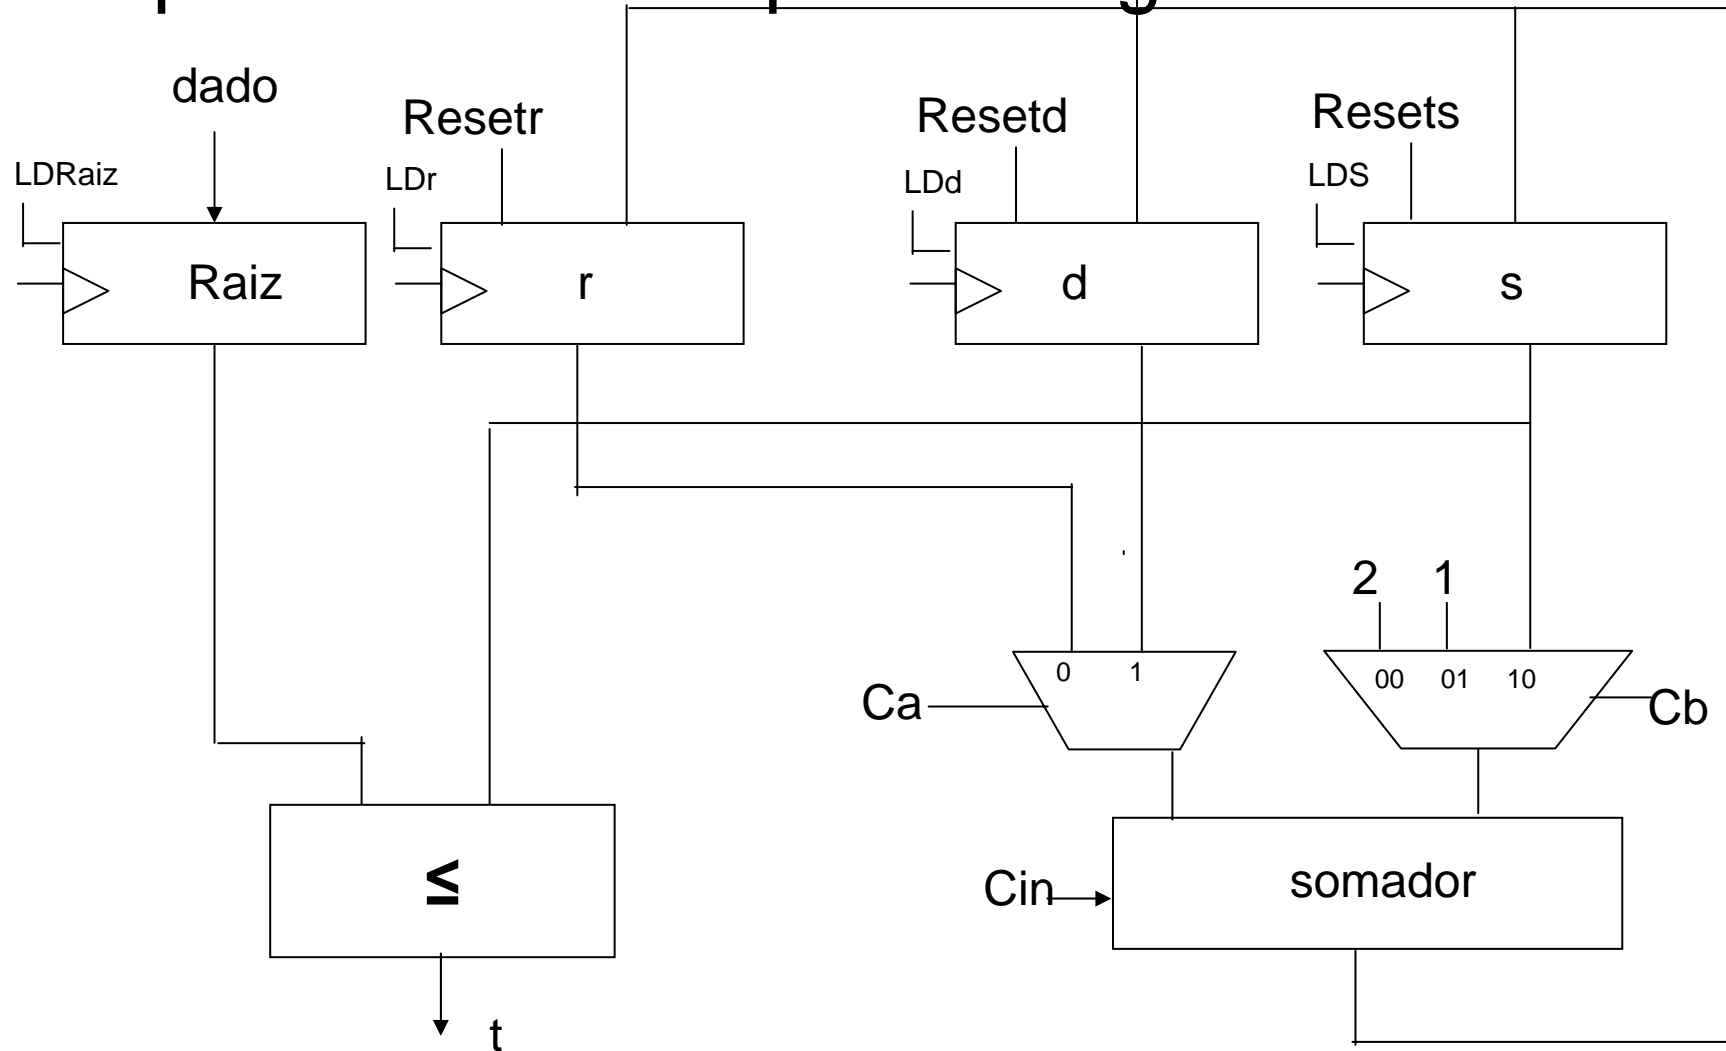 dado
Resetr
Resetd
Resets
LDRaiz
LDr
LDd
LDS
Raiz
r
d
s
2 1
0 1
00 01 10
Ca
Cb
≤
Cin
somador
t